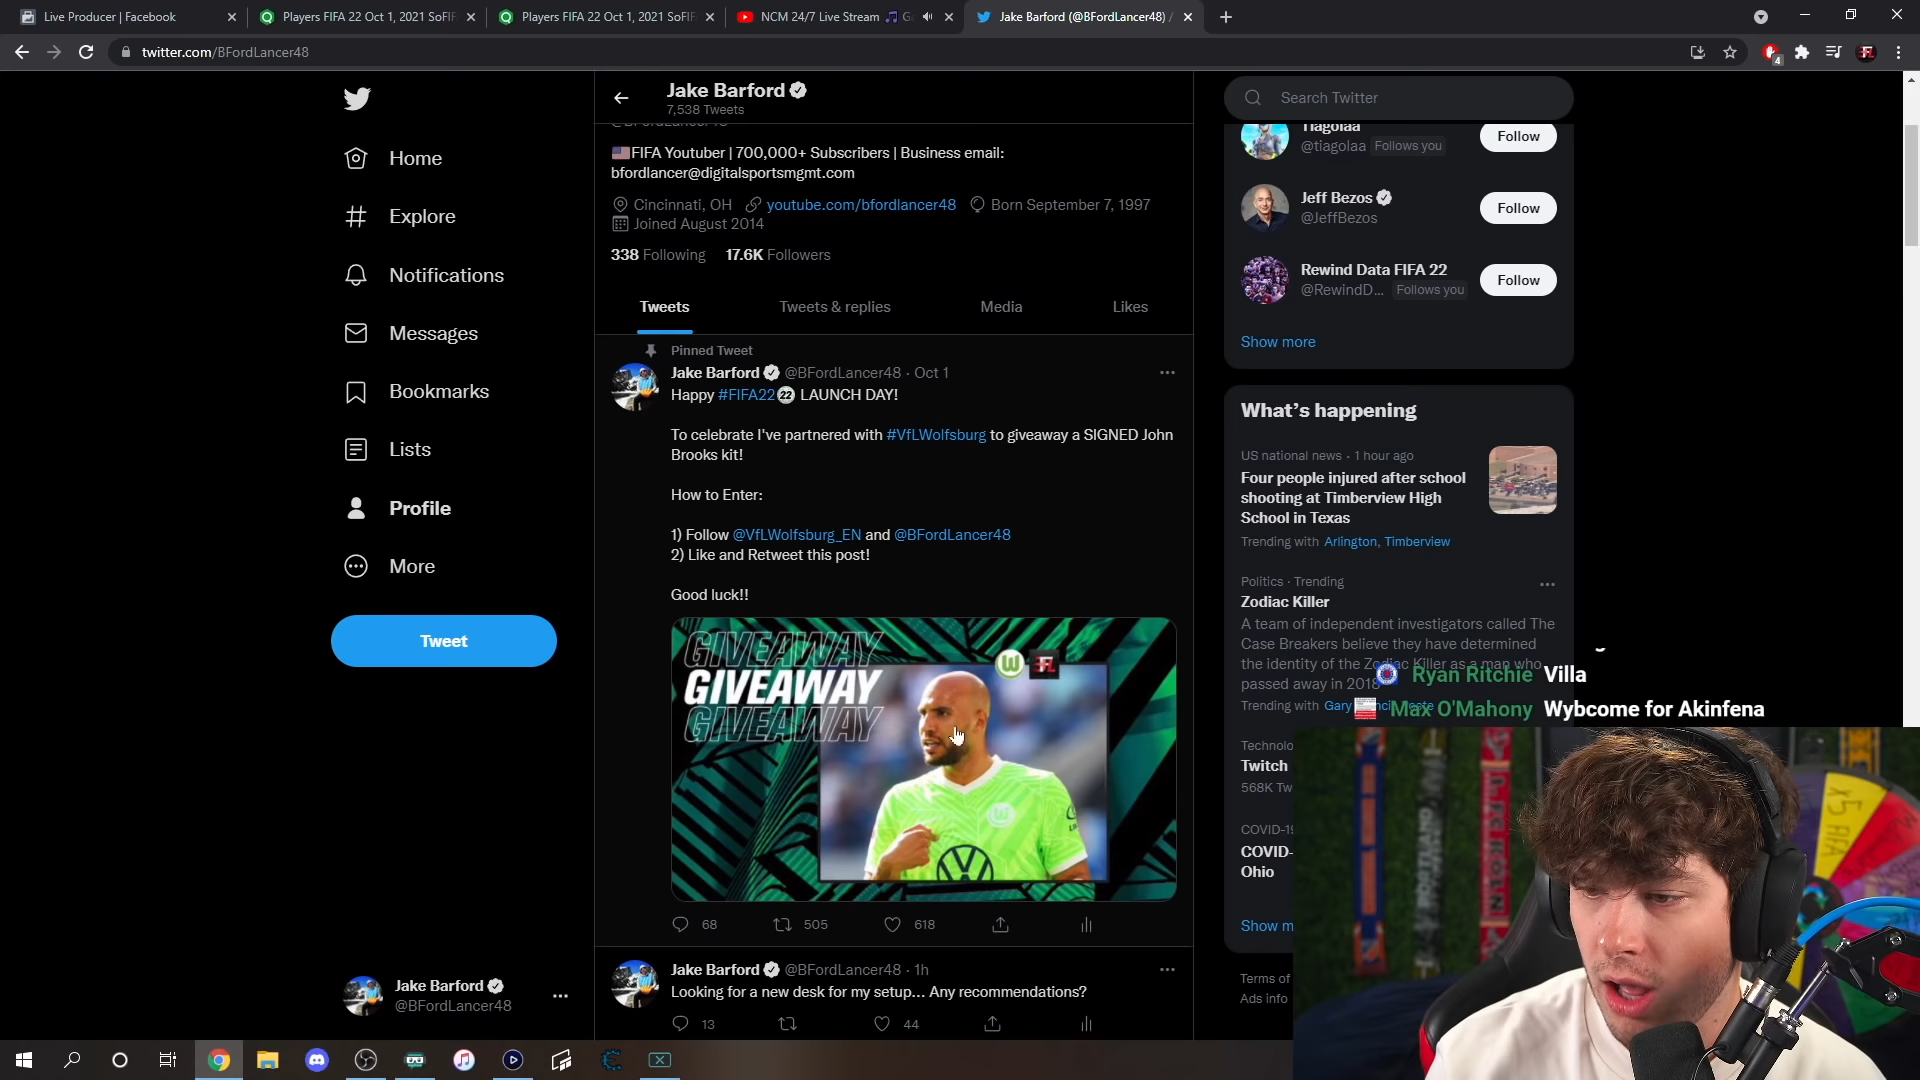 Live Producer | Facebook
Players FIFA 22 Oct 1, 2021 SoFIF
Players FIFA 22 Oct 1, 2021 SoFIF
NCM 24/7 Live Stream
Jake Barford (@BFordLancer48) /
twitter.com/BFordLancer48
4
Home
Explore
Notifications
Messages
Bookmarks
Lists
Profile
More
Tweet
Jake Barford
@BFordLancer48
Jake Barford
7,538 Tweets
@BFordLancer48
FIFA Youtuber | 700,000+ Subscribers | Business email:
bfordlancer@digitalsportsmgmt.com
Cincinnati, OH youtube.com/bfordlancer48 Born September 7, 1997
Joined August 2014
338 Following 17.6K Followers
Tweets Tweets & replies Media Likes
Pinned Tweet
Jake Barford @BFordLancer48 · Oct 1
Happy #FIFA22 22 LAUNCH DAY!
To celebrate I've partnered with #VfLWolfsburg to giveaway a SIGNED John
Brooks kit!
How to Enter:
1) Follow @VfLWolfsburg_EN and @BFordLancer48
2) Like and Retweet this post!
Good luck!!
GIVEAWAY
GIVEAWAY
GIVEAWAY
W
68 505 618
Jake Barford @BFordLancer48 · 1h
Looking for a new desk for my setup... Any recommendations?
13 44
Search Twitter
Tiagolaa
@tiagolaa Follows you
Follow
Jeff Bezos
@JeffBezos
Follow
Rewind Data FIFA 22
@RewindD... Follows you
Follow
Show more
What's happening
US national news · 1 hour ago
Four people injured after school
shooting at Timberview High
School in Texas
Trending with Arlington, Timberview
Politics · Trending
Zodiac Killer
A team of independent investigators called The
Case Breakers believe they have determined
the identity of the Zodiac Killer as a man who
passed away in 2018
Trending with Gary
Ryan Ritchie Villa
Max O'Mahony Wybcome for Akinfena
Technolo
Twitch
568K Tw
COVID-19
COVID-
Ohio
Show m
Terms of
Ads info
x5 AFA